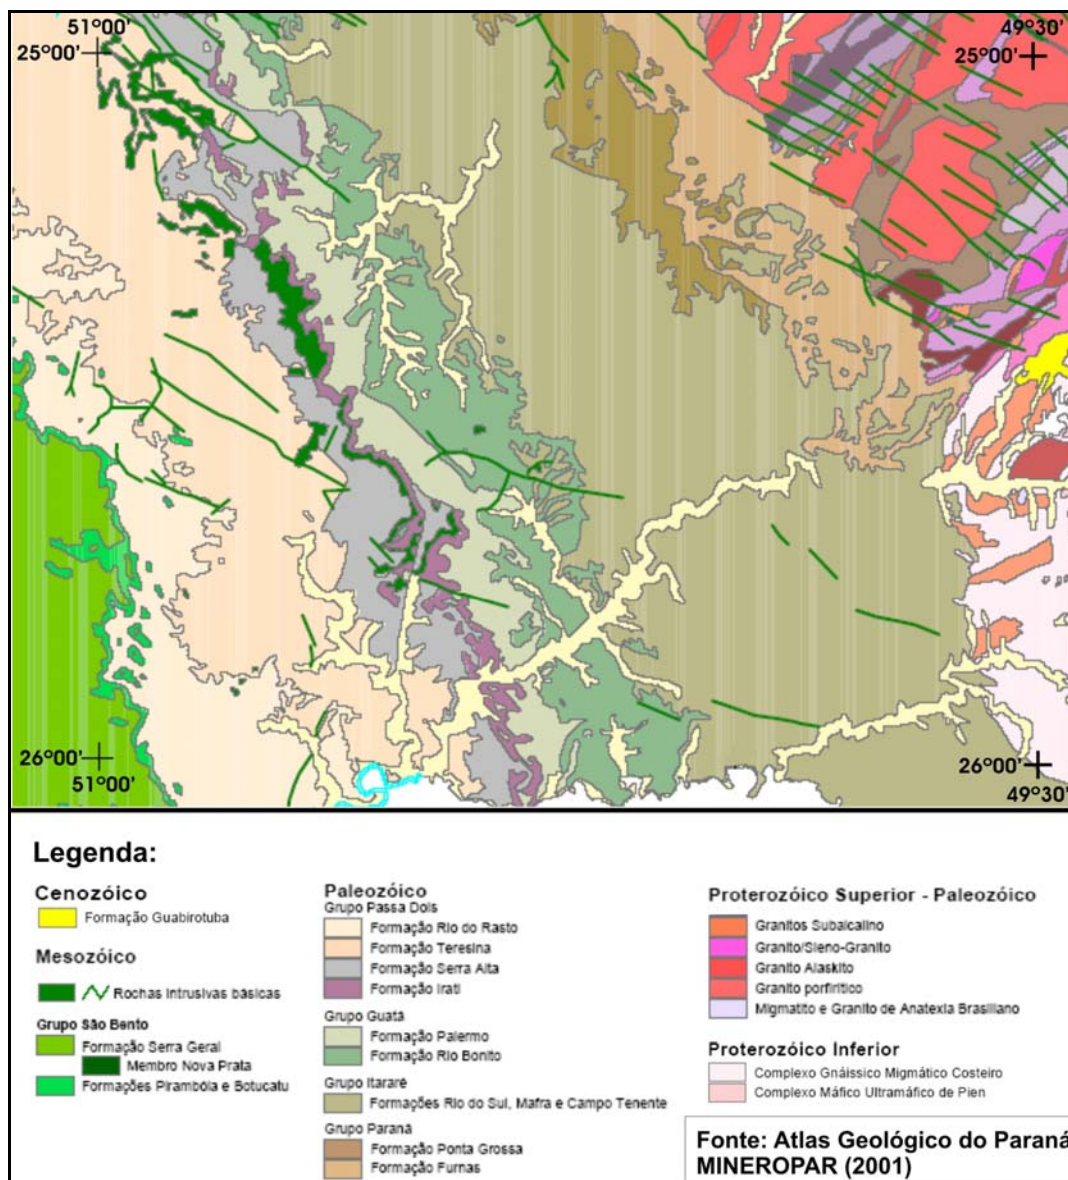 51°00'
25°00'
49°30'
25°00'
26°00'
51°00'
26°00'
49°30'
Legenda:
Cenozóico
Formação Guabirotuba
Mesozóico
Rochas intrusivas básicas
Grupo São Bento
Formação Serra Geral
Membro Nova Prata
Formações Pirambóia e Botucatu
Paleozóico
Grupo Passa Dois
Formação Rio do Rasto
Formação Teresina
Formação Serra Alta
Formação Irati
Grupo Guatá
Formação Palermo
Formação Rio Bonito
Grupo Itararé
Formações Rio do Sul, Mafra e Campo Tenente
Grupo Paraná
Formação Ponta Grossa
Formação Furnas
Proterozóico Superior - Paleozóico
Granitos Subalcalino
Granito/Sieno-Granito
Granito Alaskito
Granito porfirítico
Migmatito e Granito de Anatexia Brasiliano
Proterozóico Inferior
Complexo Gnáissico Migmático Costeiro
Complexo Máfico Ultramáfico de Pien
Fonte: Atlas Geológico do Paraná
MINEROPAR (2001)